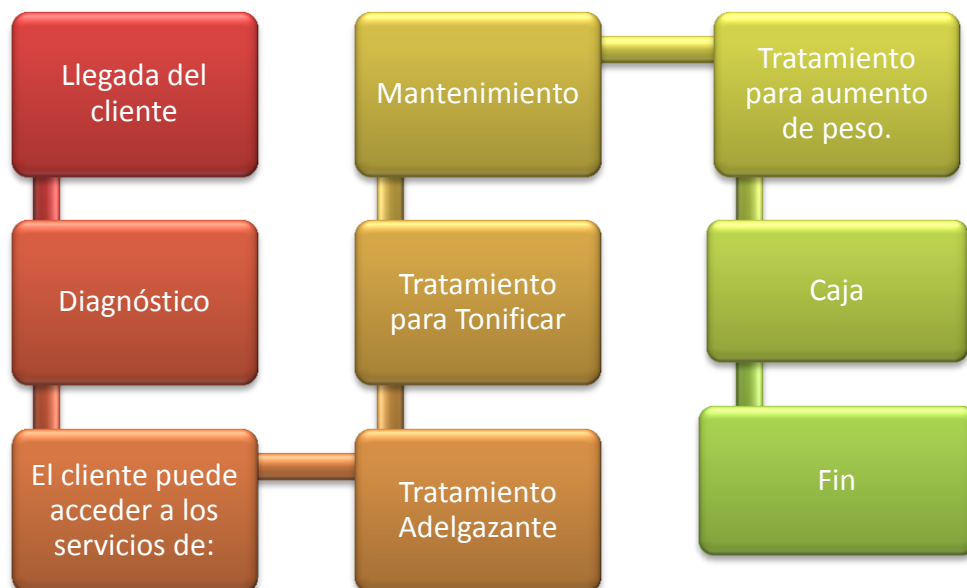 Llegada del
cliente
Diagnóstico
El cliente puede
acceder a los
servicios de:
Tratamiento
Adelgazante
Tratamiento
para Tonificar
Mantenimiento
Tratamiento
para aumento
de peso.
Caja
Fin